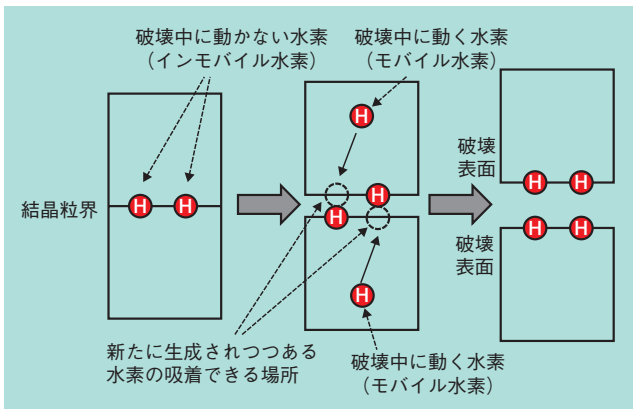 破壊中に動かない水素
（インモバイル水素）
破壊中に動く水素
（モバイル水素）
結晶粒界
H
H
H
H
H
H
破壊
表面
H
H
H
H
破壊
表面
新たに生成されつつある
水素の吸着できる場所
破壊中に動く水素
（モバイル水素）